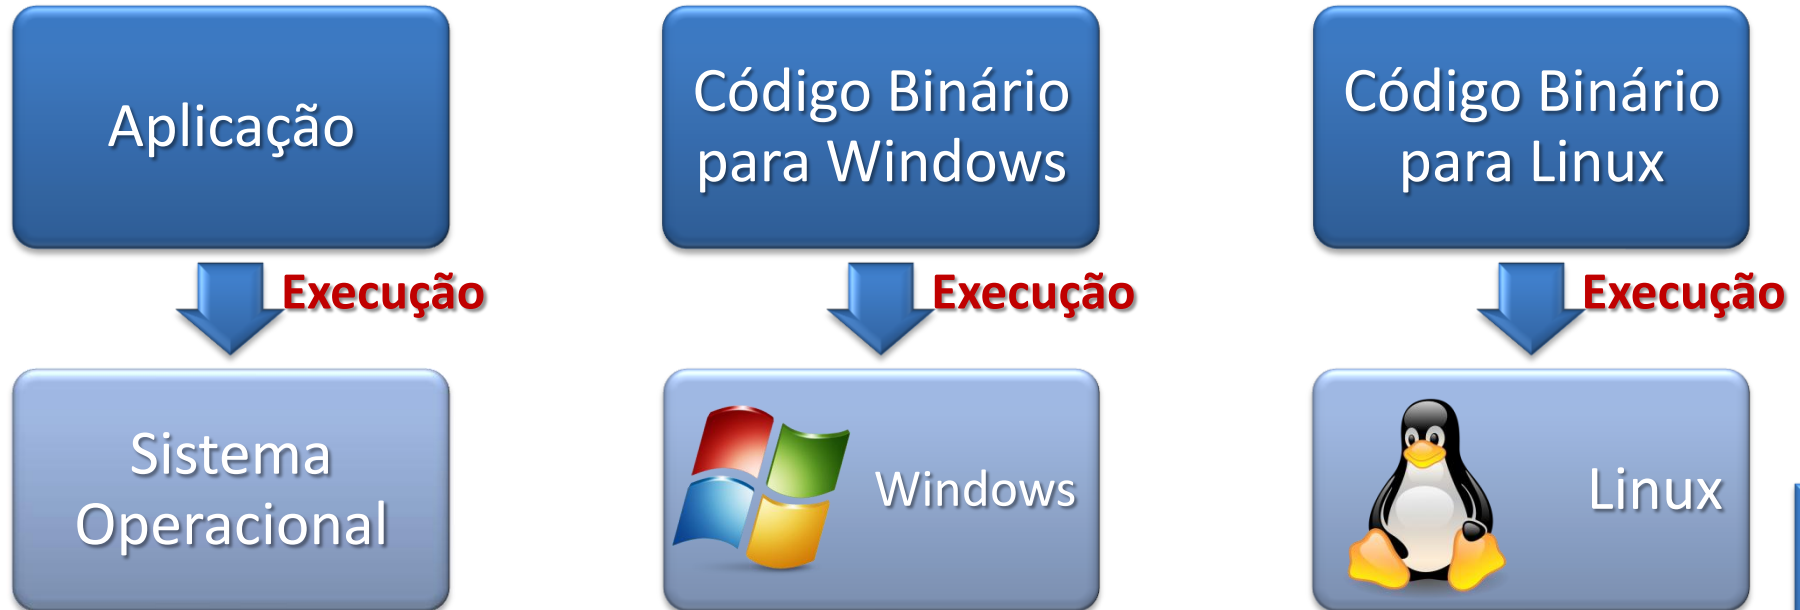 Aplicação
Execução
Sistema
Operacional
Código Binário
para Windows
Execução
Windows
Código Binário
para Linux
Execução
Linux